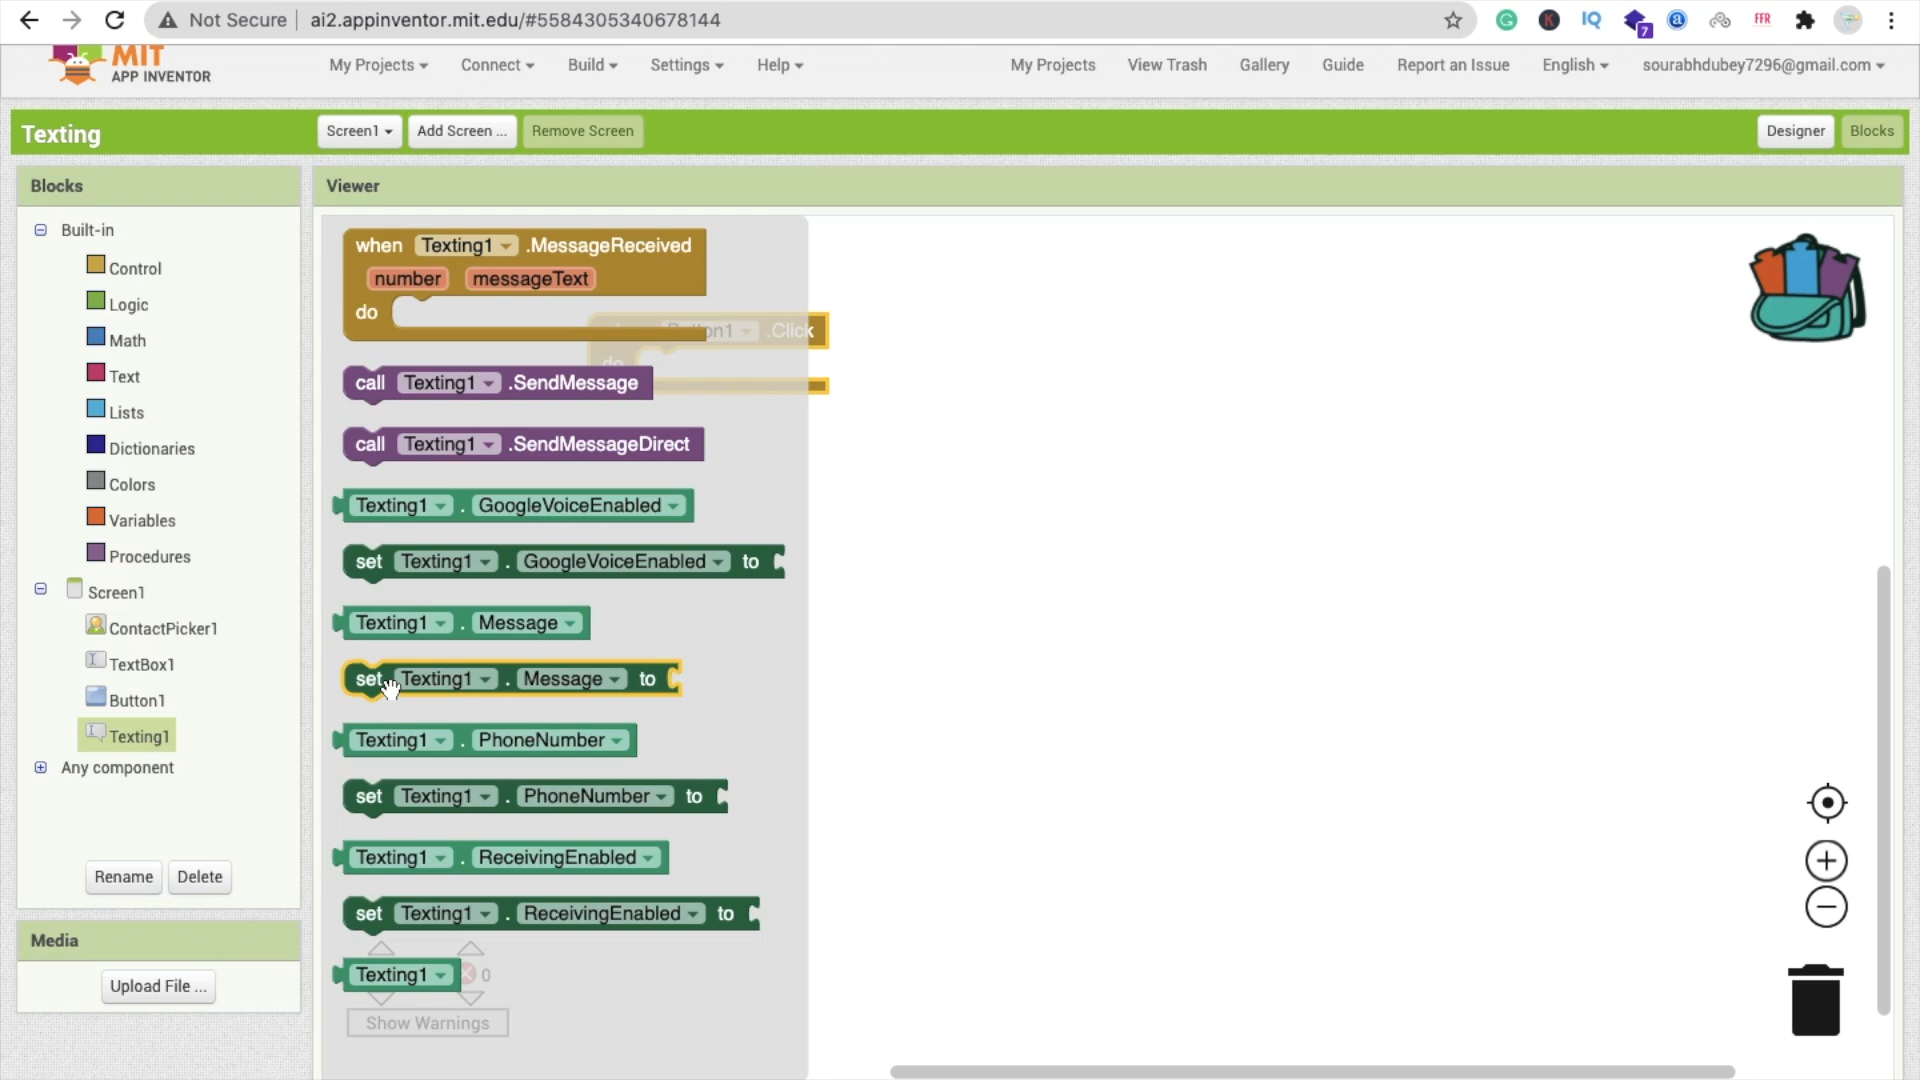 Not Secure
ai2.appinventor.mit.edu/#5584305340678144
IQ
7
FFR
MIT
APP INVENTOR
My Projects
Connect
Build
Settings
Help
My Projects
View Trash
Gallery
Guide
Report an Issue
English
sourabhdubey7296@gmail.com
Texting
Screen1
Add Screen ...
Remove Screen
Designer
Blocks
Blocks
Built-in
Control
Logic
Math
Text
Lists
Dictionaries
Colors
Variables
Procedures
Screen1
ContactPicker1
TextBox1
Button1
Texting1
Any component
Rename
Delete
Media
Upload File ...
Viewer
when Texting1 .MessageReceived
number messageText
do
.Click
do
call Texting1 .SendMessage
call Texting1 .SendMessageDirect
Texting1 . GoogleVoiceEnabled
set Texting1 . GoogleVoiceEnabled to
Texting1 . Message
set Texting1 . Message to
Texting1 . PhoneNumber
set Texting1 . PhoneNumber to
Texting1 . ReceivingEnabled
set Texting1 . ReceivingEnabled to
Texting1
0
Show Warnings